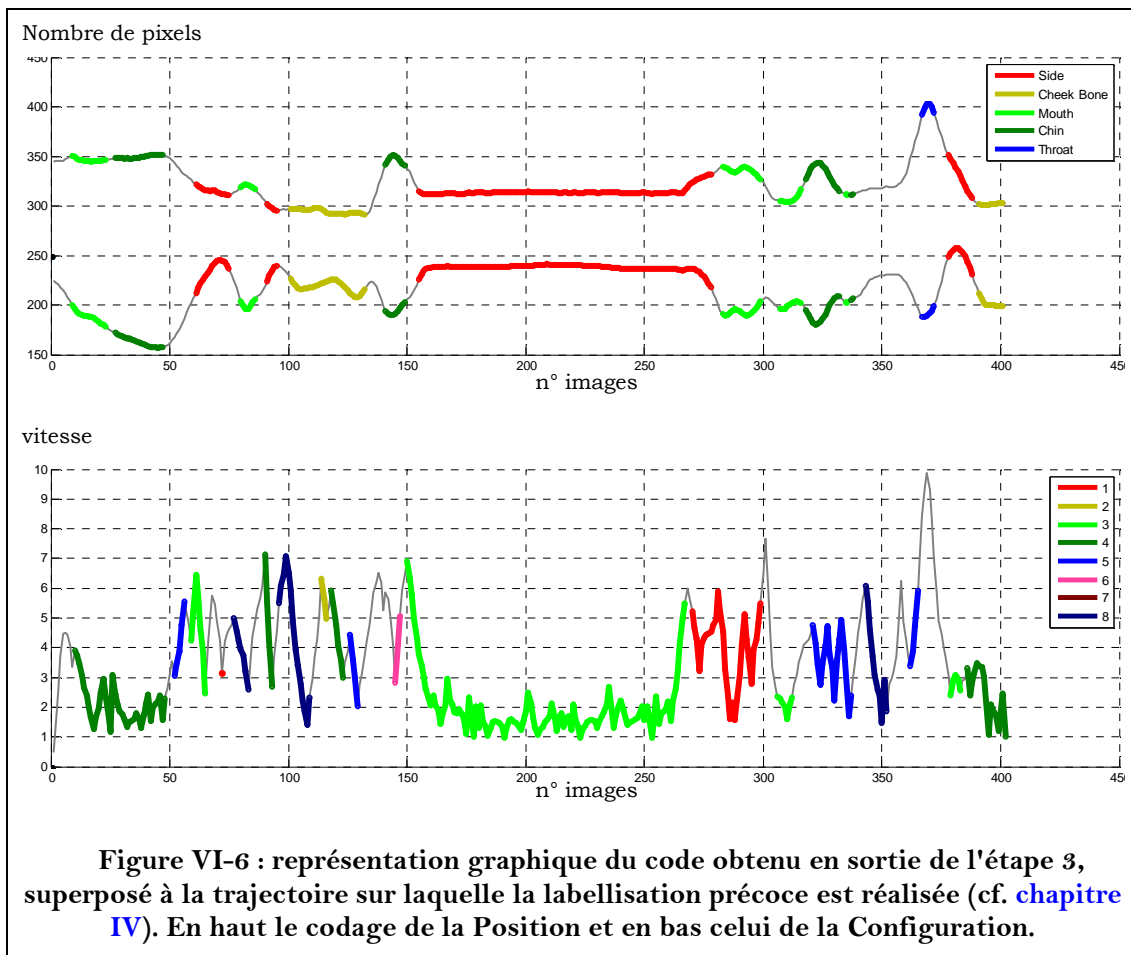 Nombre de pixels
450
400
350
300
250
200
150
0 50 100 150 200 250 300 350 400 450
n° images
Side
Cheek Bone
Mouth
Chin
Throat
vitesse
10
9
8
7
6
5
4
3
2
1
0
0 50 100 150 200 250 300 350 400 450
n° images
1
2
3
4
5
6
7
8
Figure VI-6 : représentation graphique du code obtenu en sortie de l'étape 3,
superposé à la trajectoire sur laquelle la labellisation précoce est réalisée (cf. chapitre
IV). En haut le codage de la Position et en bas celui de la Configuration.